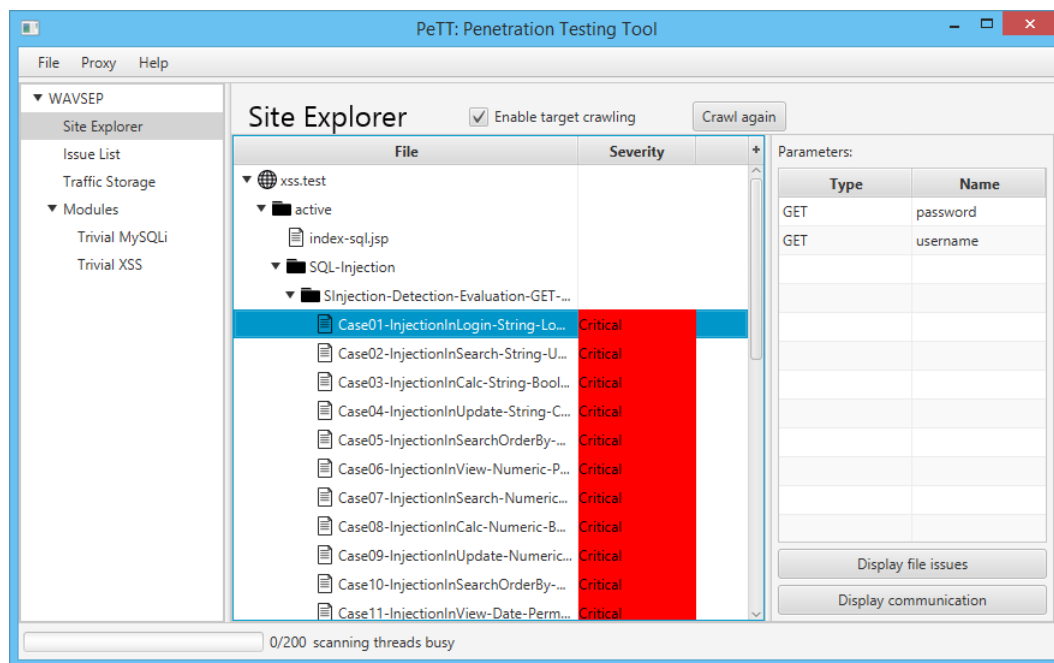 PeTT: Penetration Testing Tool
File Proxy Help
WAVSEP
Site Explorer
Issue List
Traffic Storage
Modules
Trivial MySQLi
Trivial XSS
Site Explorer Enable target crawling Crawl again
File Severity +
xss.test
active
index-sql.jsp
SQL-Injection
SInjection-Detection-Evaluation-GET-...
Case01-InjectionInLogin-String-Lo... Critical
Case02-InjectionInSearch-String-U... Critical
Case03-InjectionInCalc-String-Bool... Critical
Case04-InjectionInUpdate-String-C... Critical
Case05-InjectionInSearchOrderBy-... Critical
Case06-InjectionInView-Numeric-P... Critical
Case07-InjectionInSearch-Numeric... Critical
Case08-InjectionInCalc-Numeric-B... Critical
Case09-InjectionInUpdate-Numeric... Critical
Case10-InjectionInSearchOrderBy-... Critical
Case11-InjectionInView-Date-Perm... Critical
Parameters:
Type Name
GET password
GET username
Display file issues
Display communication
0/200 scanning threads busy